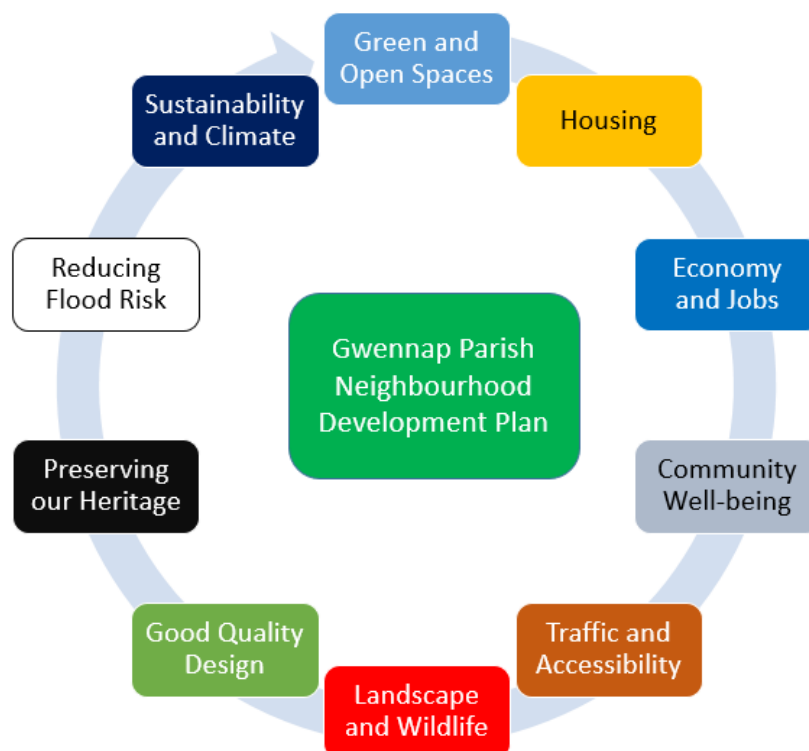 Green and
Open Spaces
Housing
Economy
and Jobs
Community
Well-being
Traffic and
Accessibility
Landscape
and Wildlife
Good Quality
Design
Preserving
our Heritage
Reducing
Flood Risk
Sustainability
and Climate
Gwennap Parish
Neighbourhood
Development Plan